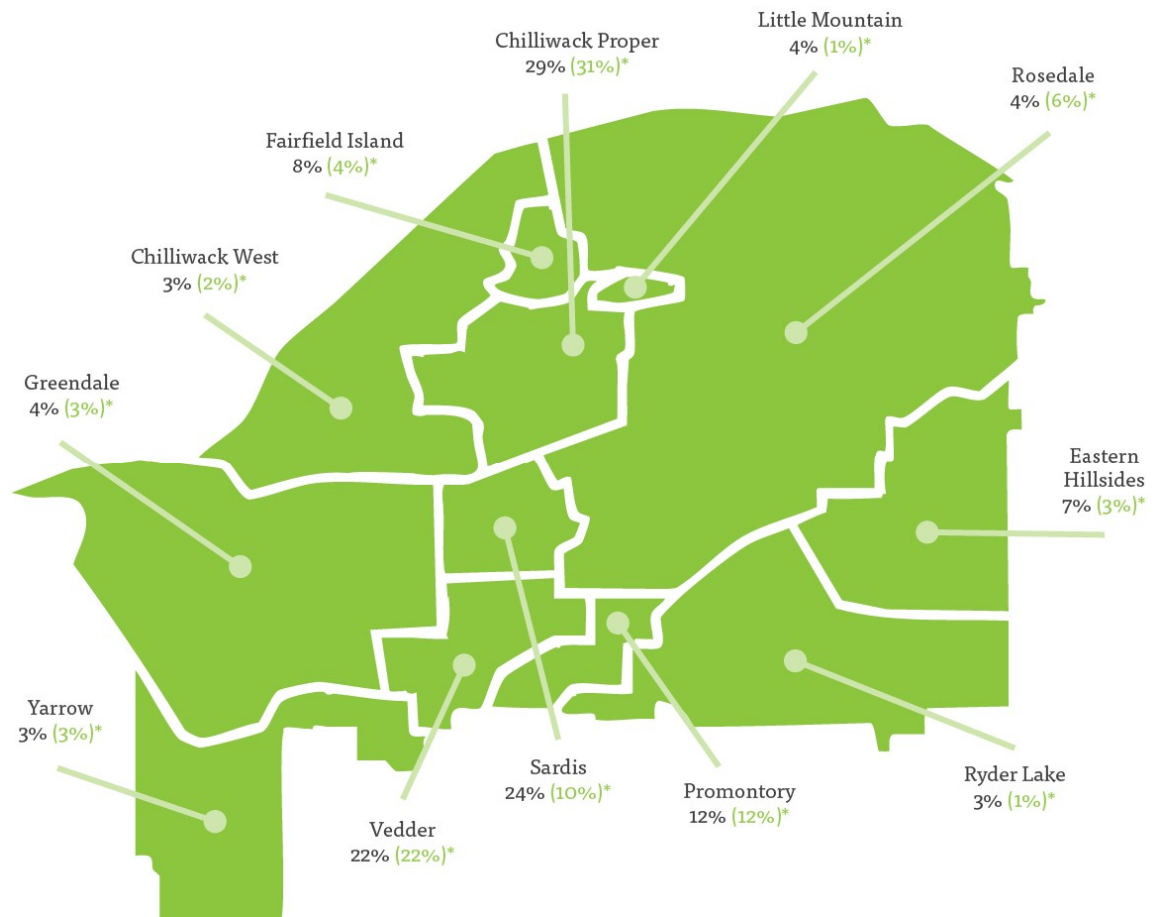 Little Mountain
4% (1%)*
Chilliwack Proper
29% (31%)*
Rosedale
4% (6%)*
Fairfield Island
8% (4%)*
Chilliwack West
3% (2%)*
Greendale
4% (3%)*
Eastern
Hillsides
7% (3%)*
Yarrow
3% (3%)*
Sardis
24% (10%)*
Ryder Lake
3% (1%)*
Promontory
12% (12%)*
Vedder
22% (22%)*